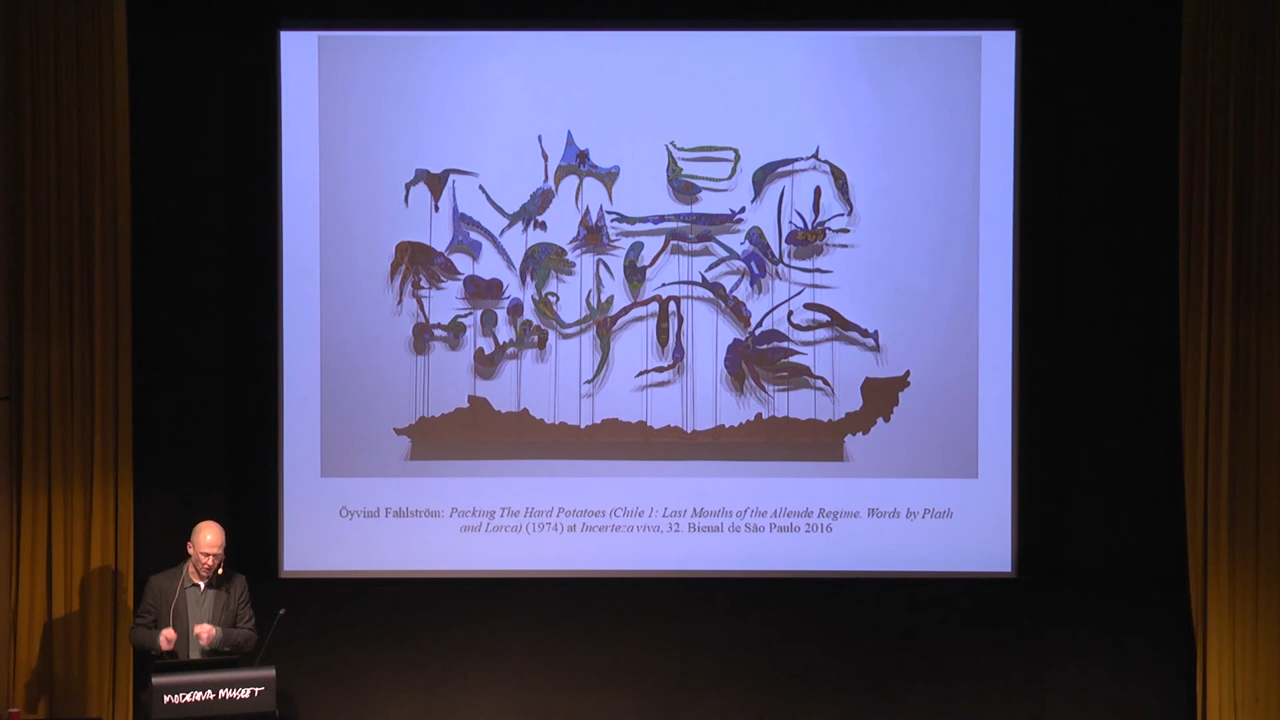 Öyvind Fahlström: Packing The Hard Potatoes (Chile 1: Last Months of the Allende Regime. Words by Plath
and Lorca) (1974) at Incerteza viva, 32. Bienal de São Paulo 2016
MODERNA MUSEET